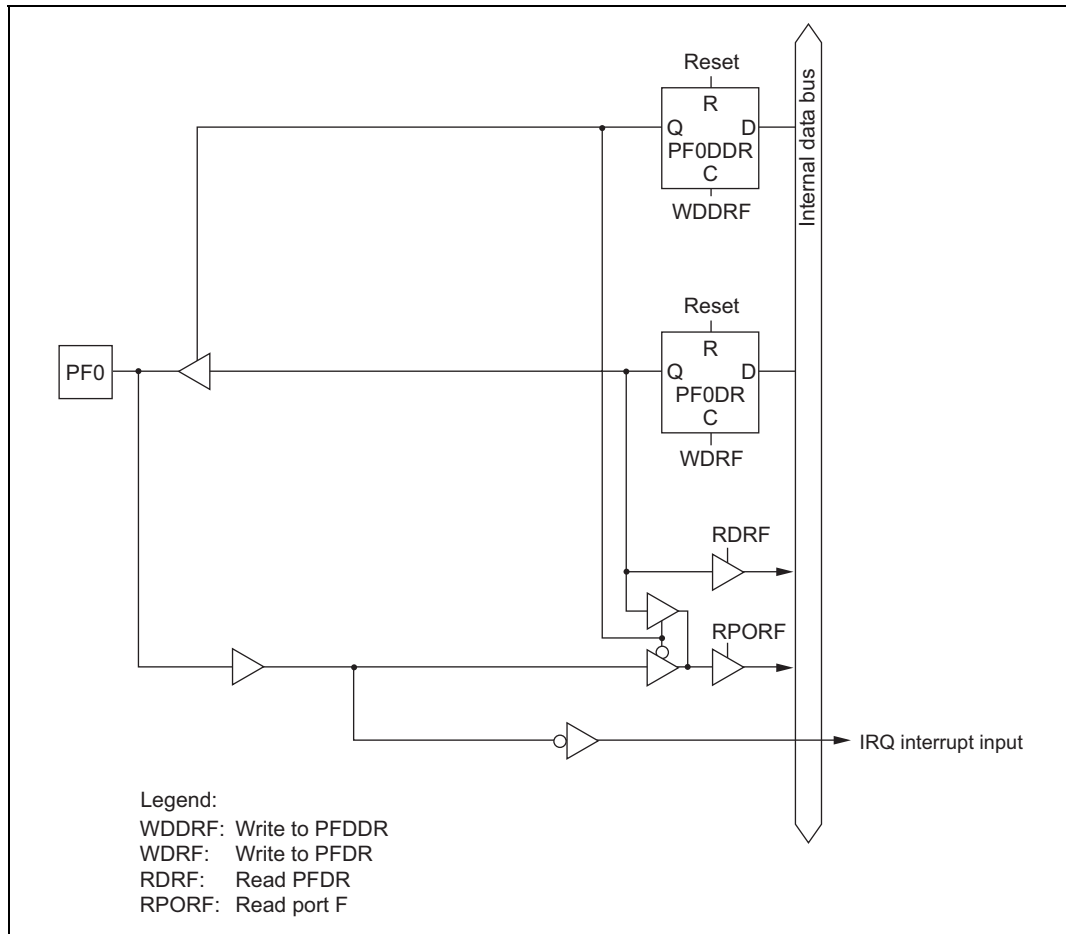 Reset
R
Q D
PF0DDR
C
WDDRF
Internal data bus
Reset
R
PF0
Q D
PF0DR
C
WDRF
RDRF
RPORF
IRQ interrupt input
Legend:
WDDRF: Write to PFDDR
WDRF: Write to PFDR
RDRF: Read PFDR
RPORF: Read port F